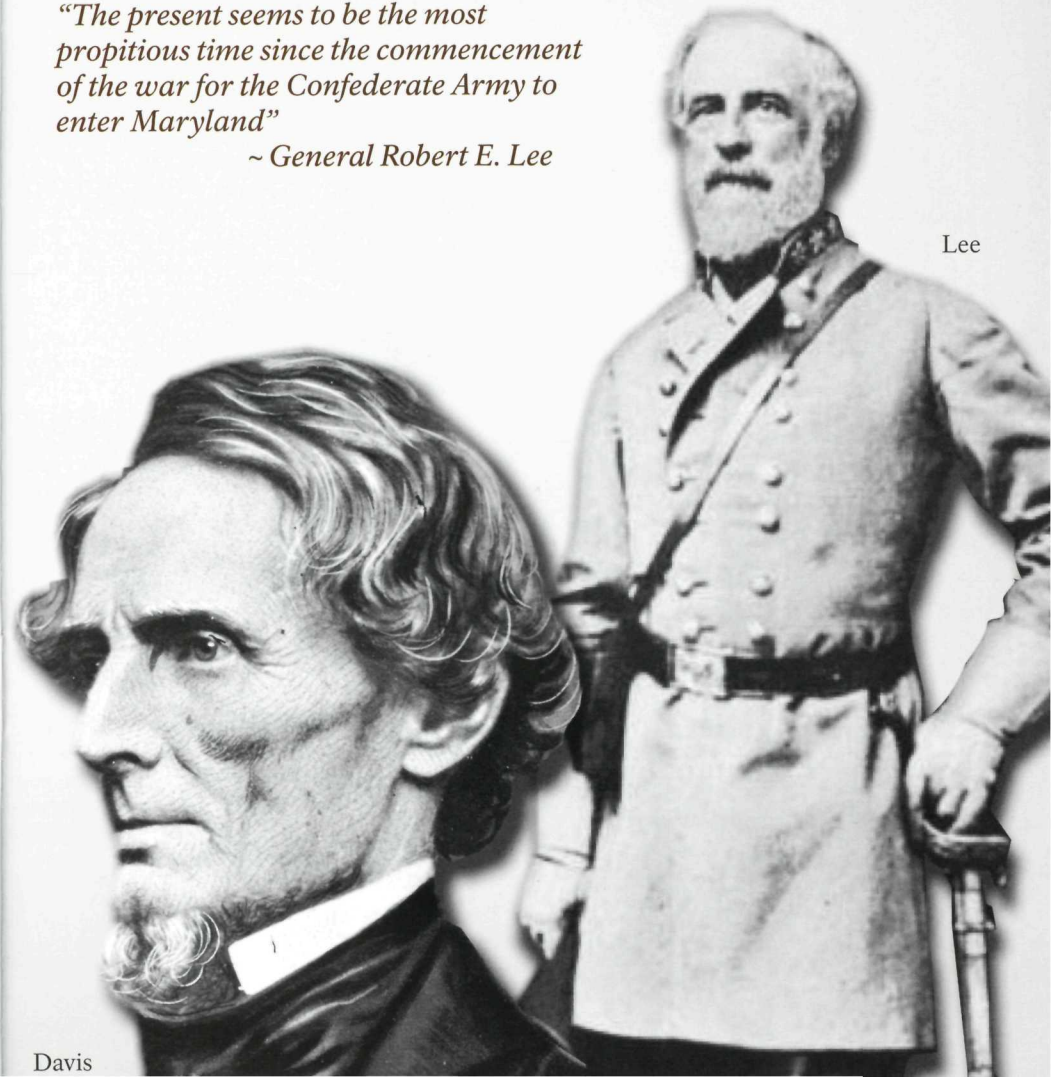 “The present seems to be the most
propitious time since the commencement
of the war for the Confederate Army to
enter Maryland”
~ General Robert E. Lee
Lee
Davis